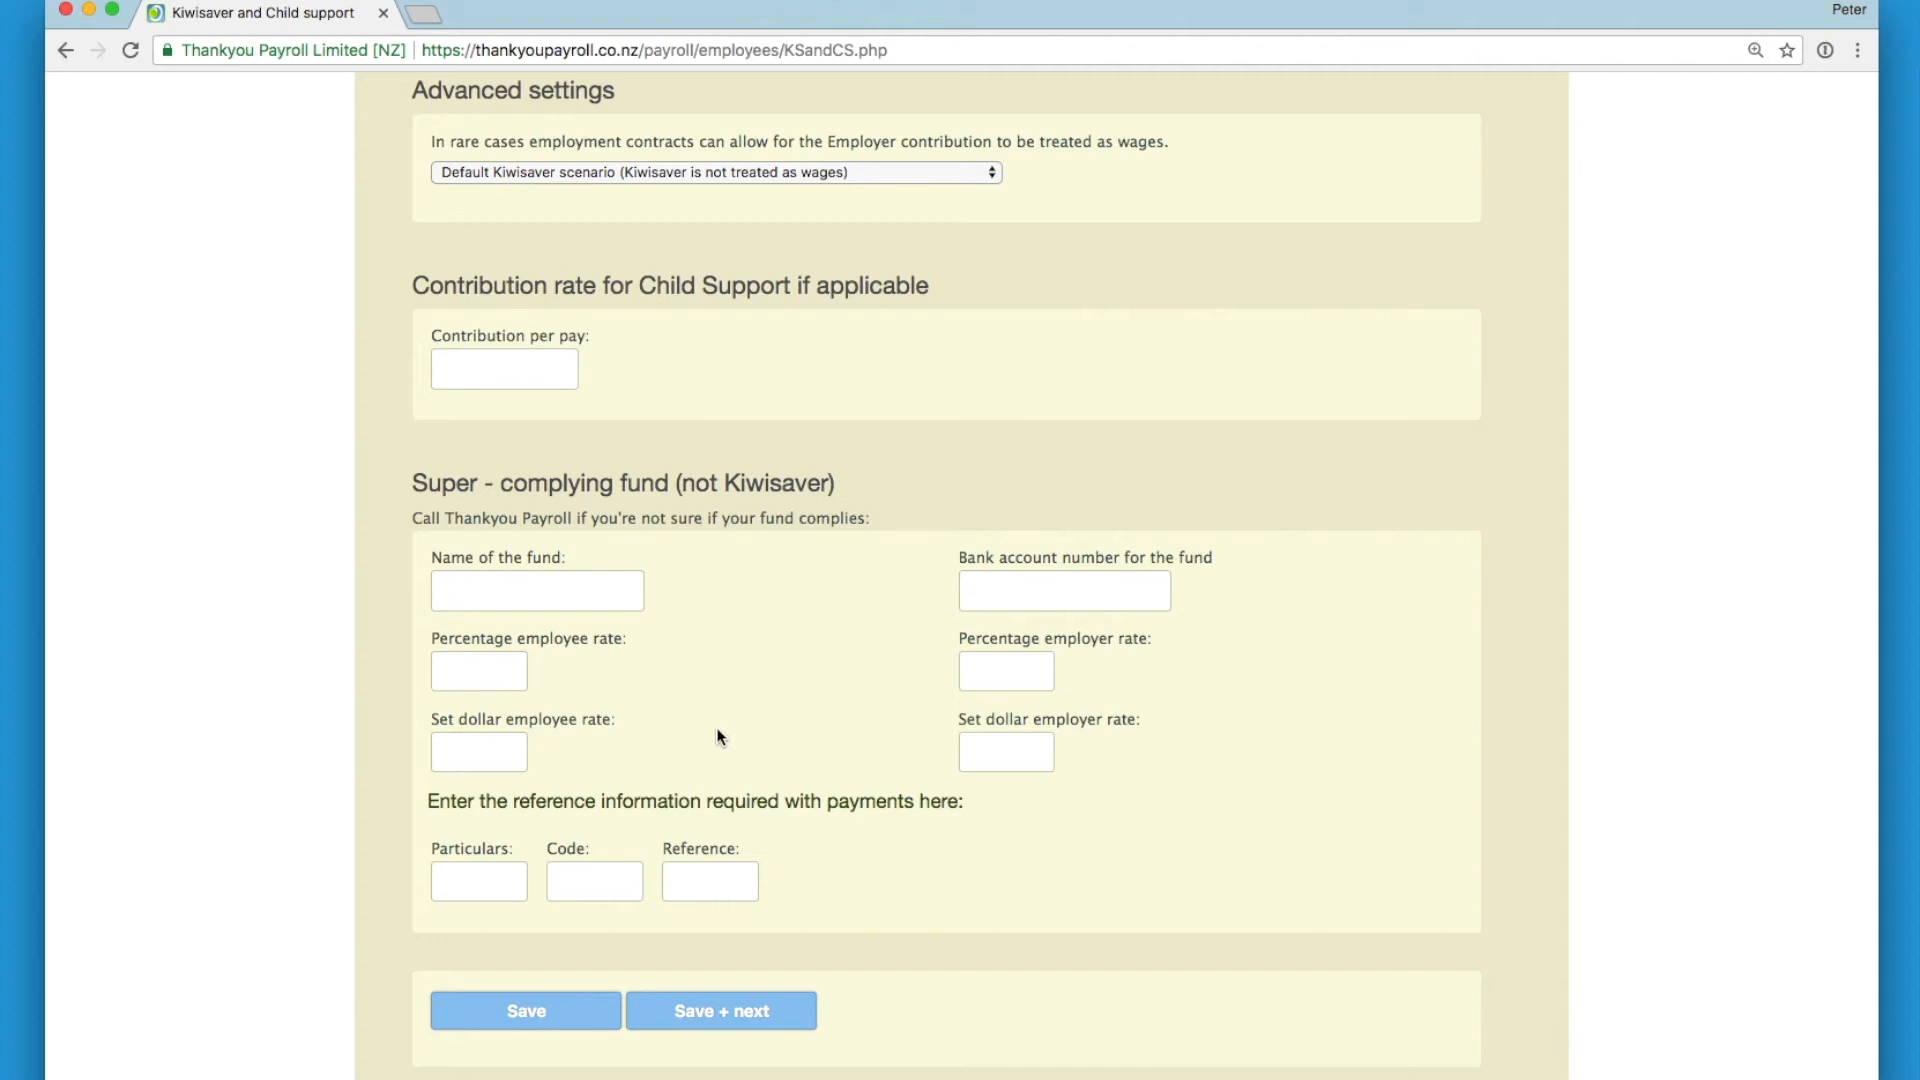 Kiwisaver and Child support
Peter
Thankyou Payroll Limited [NZ] https://thankyoupayroll.co.nz/payroll/employees/KSandCS.php
Advanced settings
In rare cases employment contracts can allow for the Employer contribution to be treated as wages.
Default Kiwisaver scenario (Kiwisaver is not treated as wages)
Contribution rate for Child Support if applicable
Contribution per pay:
Super - complying fund (not Kiwisaver)
Call Thankyou Payroll if you're not sure if your fund complies:
Name of the fund: Bank account number for the fund
Percentage employee rate: Percentage employer rate:
Set dollar employee rate: Set dollar employer rate:
Enter the reference information required with payments here:
Particulars: Code: Reference:
Save Save + next